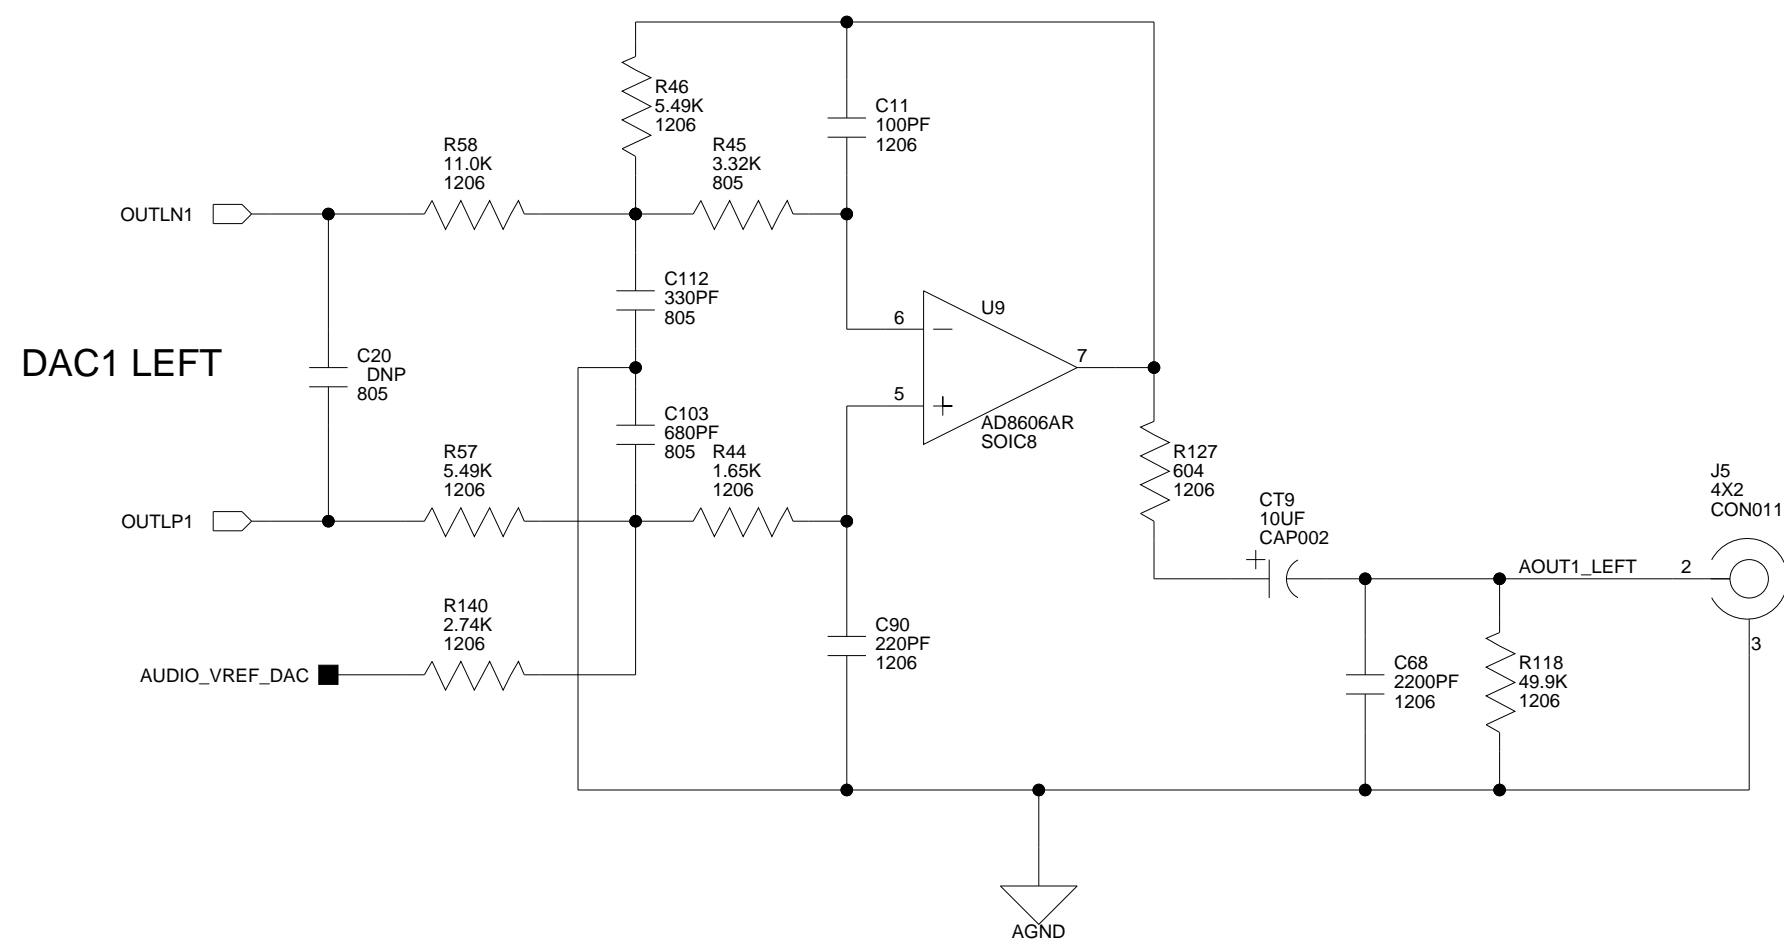 R46
5.49K
1206
C11
100PF
1206
R58
11.0K
1206
R45
3.32K
805
OUTLN1
C112
330PF
805
U9
6
7
DAC1 LEFT
C20
DNP
805
5
C103
680PF
805
AD8606AR
SOIC8
R57
5.49K
1206
R44
1.65K
1206
R127
604
1206
J5
4X2
CON011
CT9
10UF
CAP002
OUTLP1
+
AOUT1_LEFT
2
R140
2.74K
1206
C90
220PF
1206
3
AUDIO_VREF_DAC
C68
2200PF
1206
R118
49.9K
1206
AGND